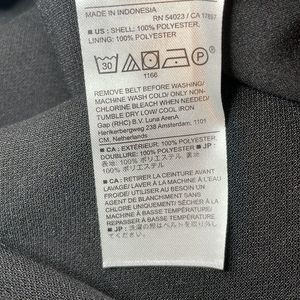 MADE IN INDONESIA RN 54023 / CA 17897
■ US : SHELL: 100% POLYESTER,
LINING: 100% POLYESTER
30 P
1166
REMOVE BELT BEFORE WASHING/
MACHINE WASH COLD/ ONLY NON-
CHLORINE BLEACH WHEN NEEDED/
TUMBLE DRY LOW/ COOL IRON
Gap (RHC) B.V. Luna ArenA
Herikerbergweg 238 Amsterdam, 1101
CM, Netherlands
■ CA : EXTÉRIEUR: 100% POLYESTER,
DOUBLURE: 100% POLYESTER ■ JP :
表地: 100% ポリエステル 裏地:
100% ポリエステル
■ CA : RETIRER LA CEINTURE AVANT
LAVAGE/ LAVER À LA MACHINE À L'EAU
FROIDE/ UTILISER AU BESOIN UN
AGENT DE BLANCHIMENT SANS
CHLORE UNIQUEMENT/ SÉCHER À LA
MACHINE À BASSE TEMPÉRATURE/
REPASSER À BASSE TEMPÉRATURE
■ JP :
洗濯の際はベルトを取り外して